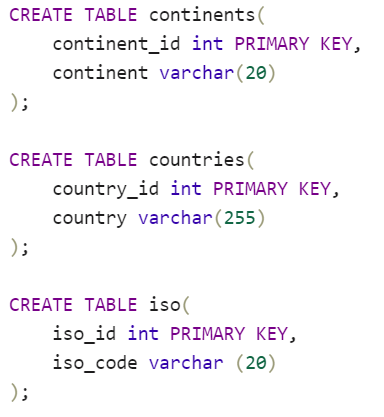 CREATE TABLE continents(
    continent_id int PRIMARY KEY,
    continent varchar(20)
);

CREATE TABLE countries(
    country_id int PRIMARY KEY,
    country varchar(255)
);

CREATE TABLE iso(
    iso_id int PRIMARY KEY,
    iso_code varchar (20)
);